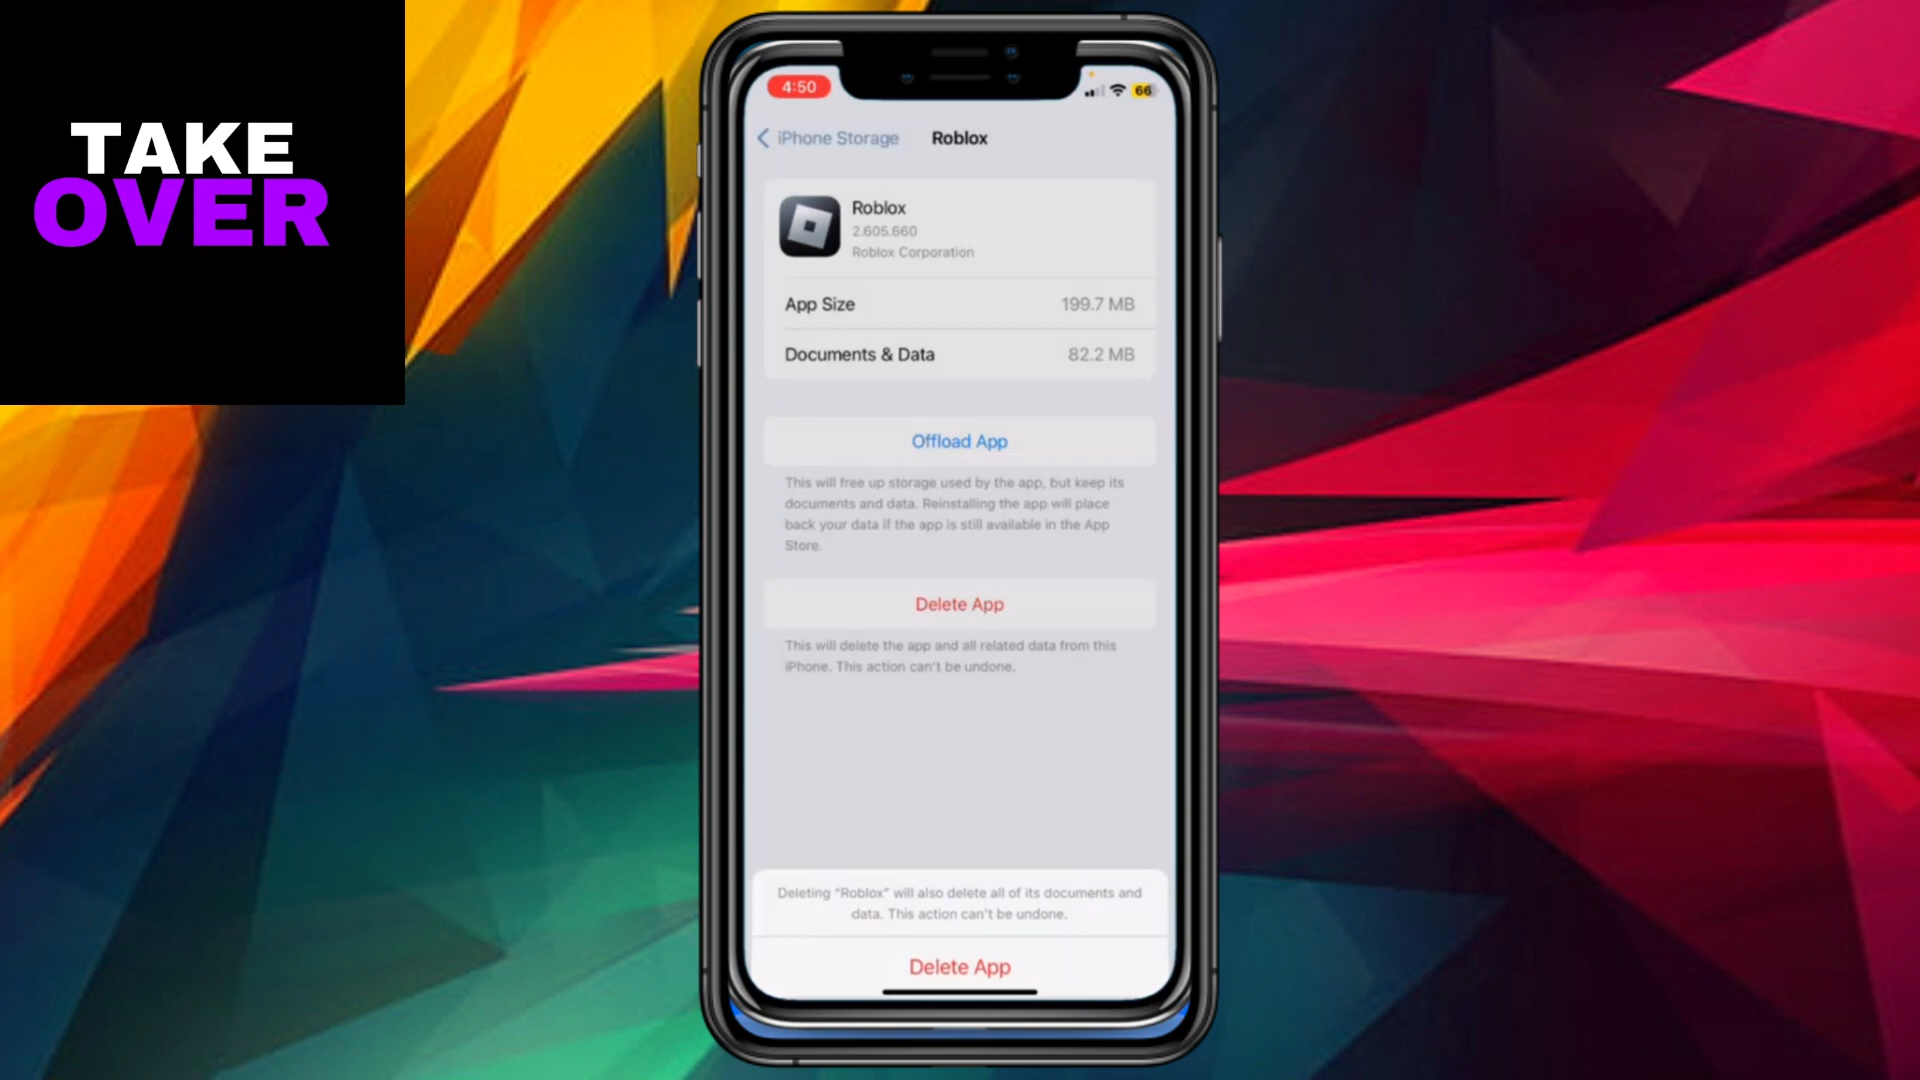 TAKE
OVER
4:50
66
iPhone Storage
Roblox
Roblox
2.605.660
Roblox Corporation
App Size 199.7 MB
Documents & Data 82.2 MB
Offload App
This will free up storage used by the app, but keep its
documents and data. Reinstalling the app will place
back your data if the app is still available in the App
Store.
Delete App
This will delete the app and all related data from this
iPhone. This action can't be undone.
Deleting “Roblox” will also delete all of its documents and
data. This action can't be undone.
Delete App